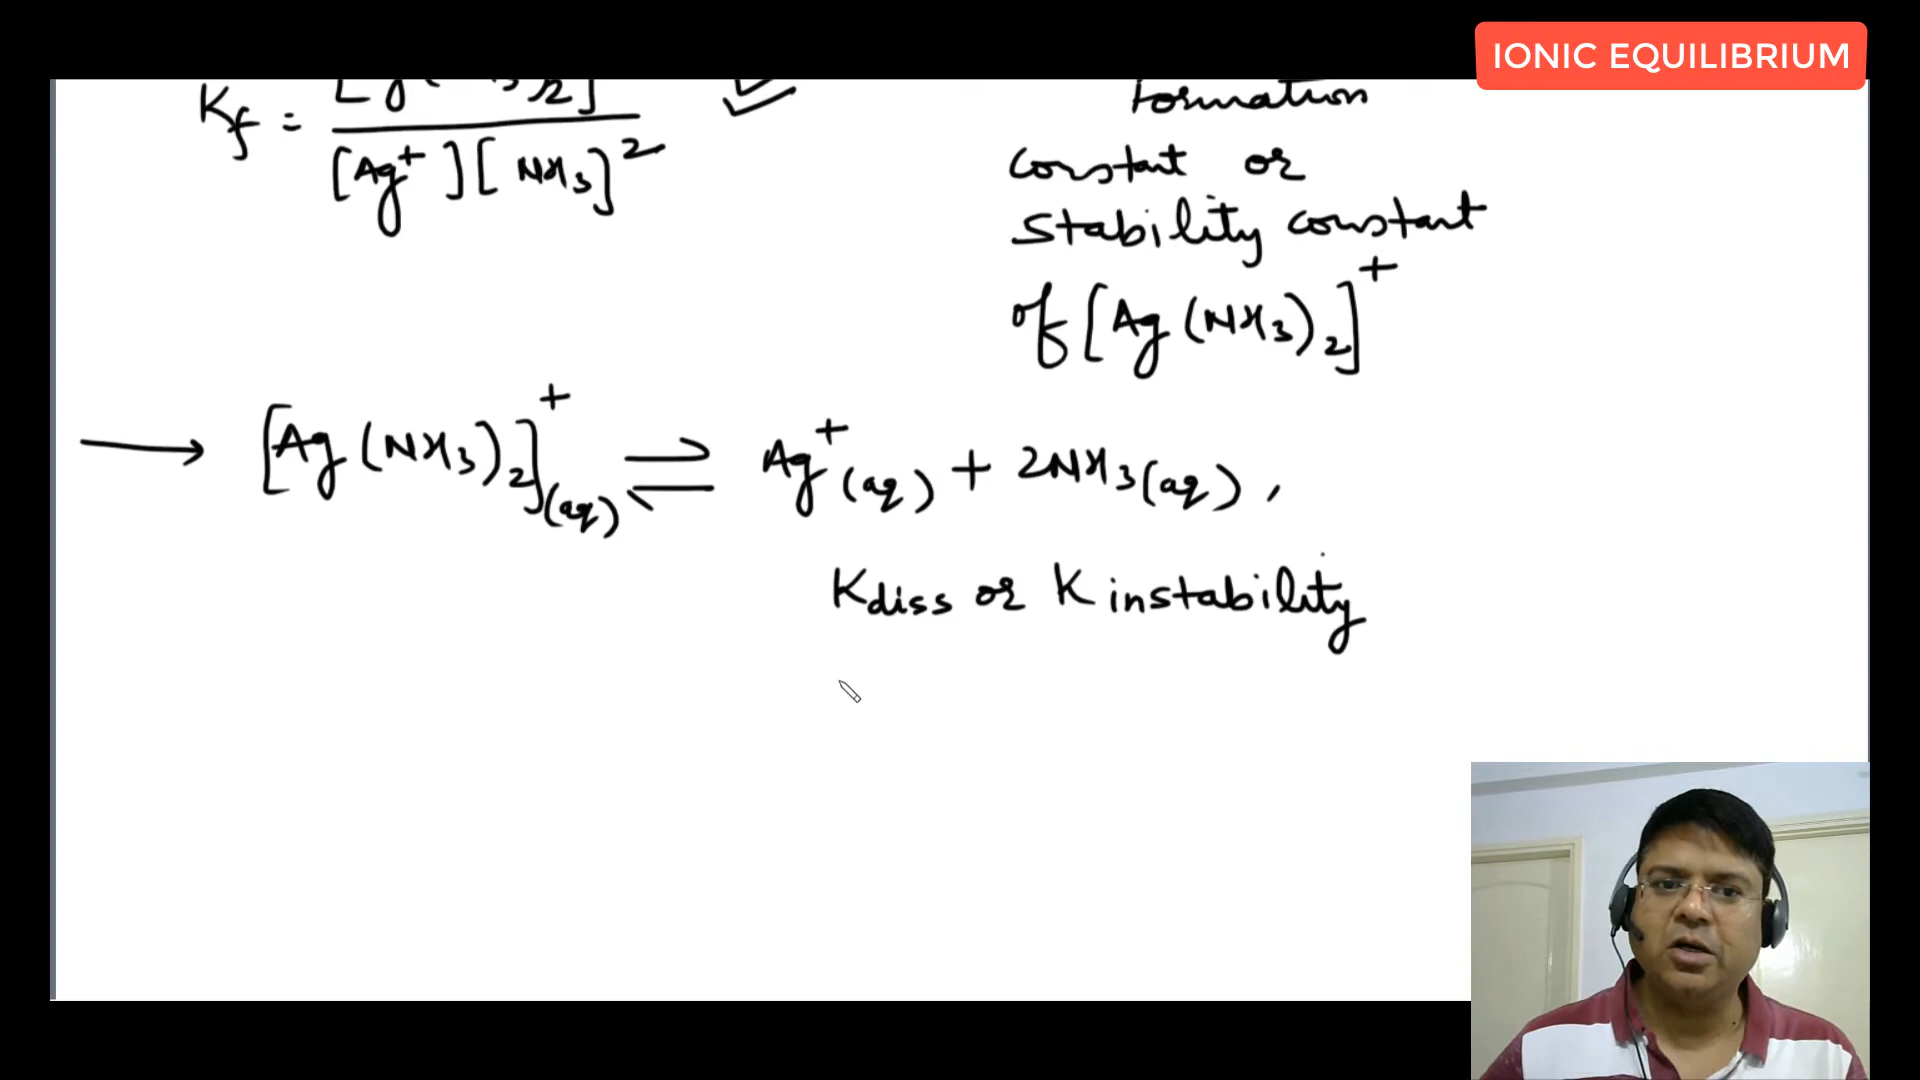 IONIC EQUILIBRIUM
Kf =
[Ag+][NH3]2
Formation
constant or
stability constant
of [Ag(NH3)2]+
⟶ [Ag(NH3)2]+(aq) ⇌ Ag+(aq) + 2NH3(aq),
Kdiss or K instability